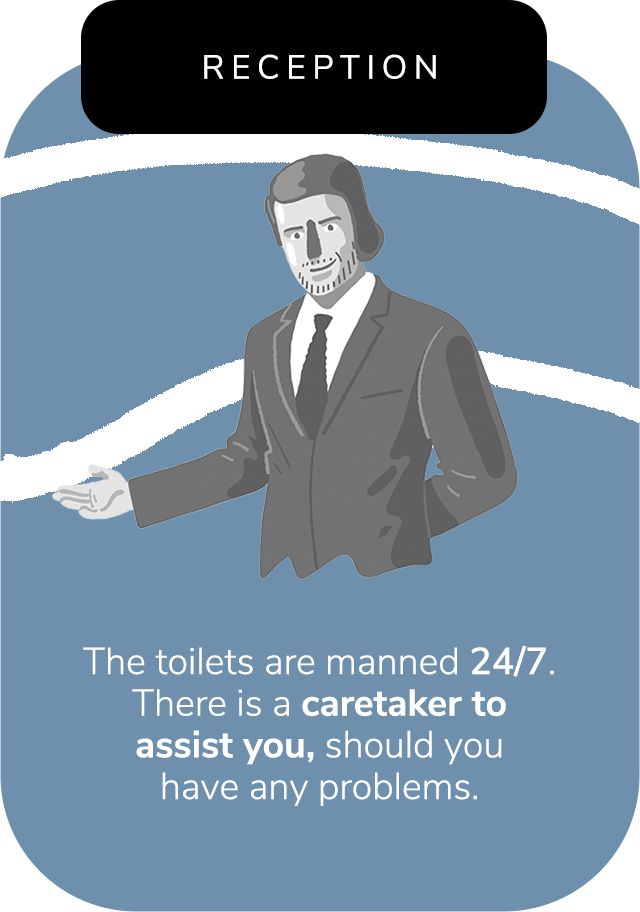 RECEPTION
The toilets are manned 24/7.
There is a caretaker to
assist you, should you
have any problems.